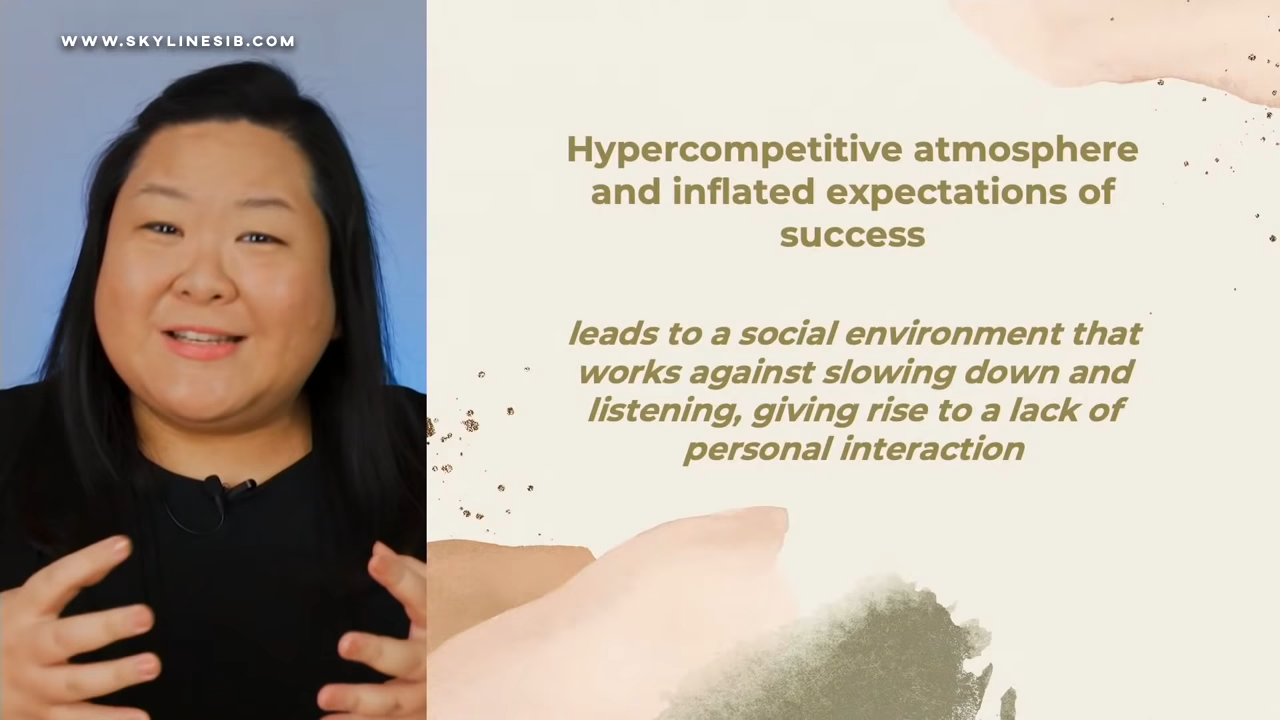 WWW.SKYLINESIB.COM
Hypercompetitive atmosphere
and inflated expectations of
success
leads to a social environment that
works against slowing down and
listening, giving rise to a lack of
personal interaction